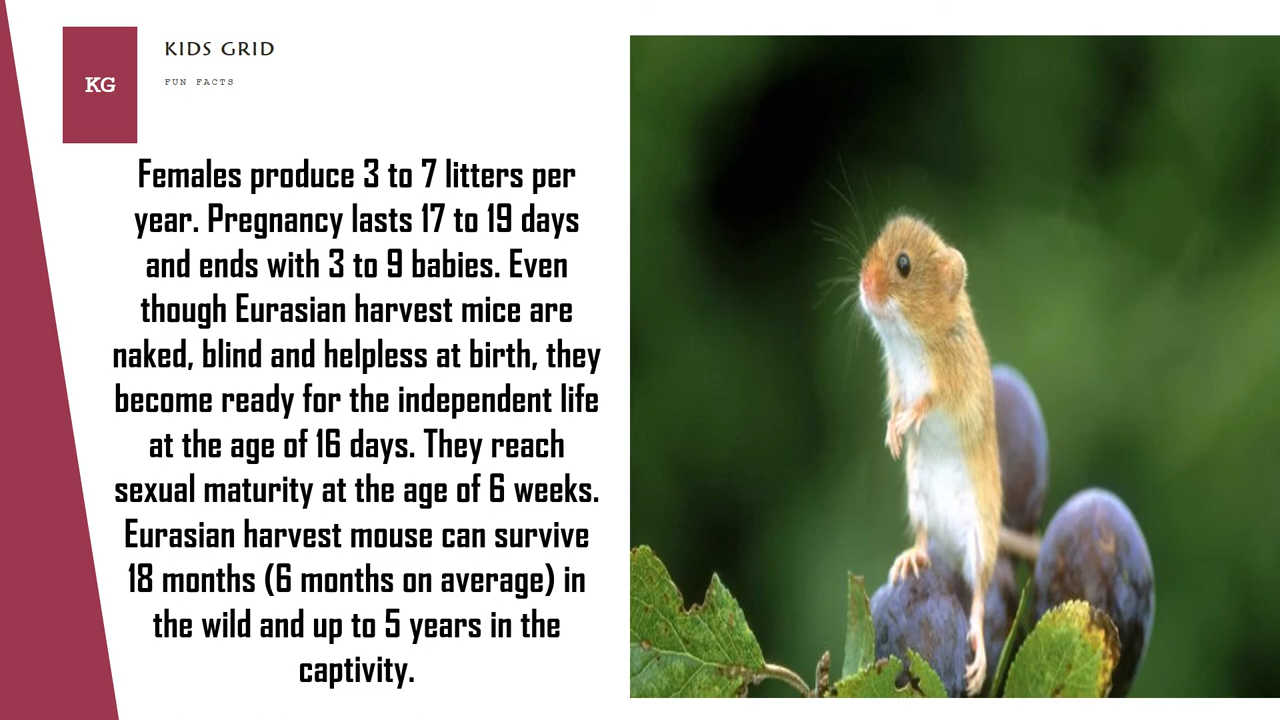 KG
KIDS GRID
FUN FACTS
Females produce 3 to 7 litters per
year. Pregnancy lasts 17 to 19 days
and ends with 3 to 9 babies. Even
though Eurasian harvest mice are
naked, blind and helpless at birth, they
become ready for the independent life
at the age of 16 days. They reach
sexual maturity at the age of 6 weeks.
Eurasian harvest mouse can survive
18 months (6 months on average) in
the wild and up to 5 years in the
captivity.